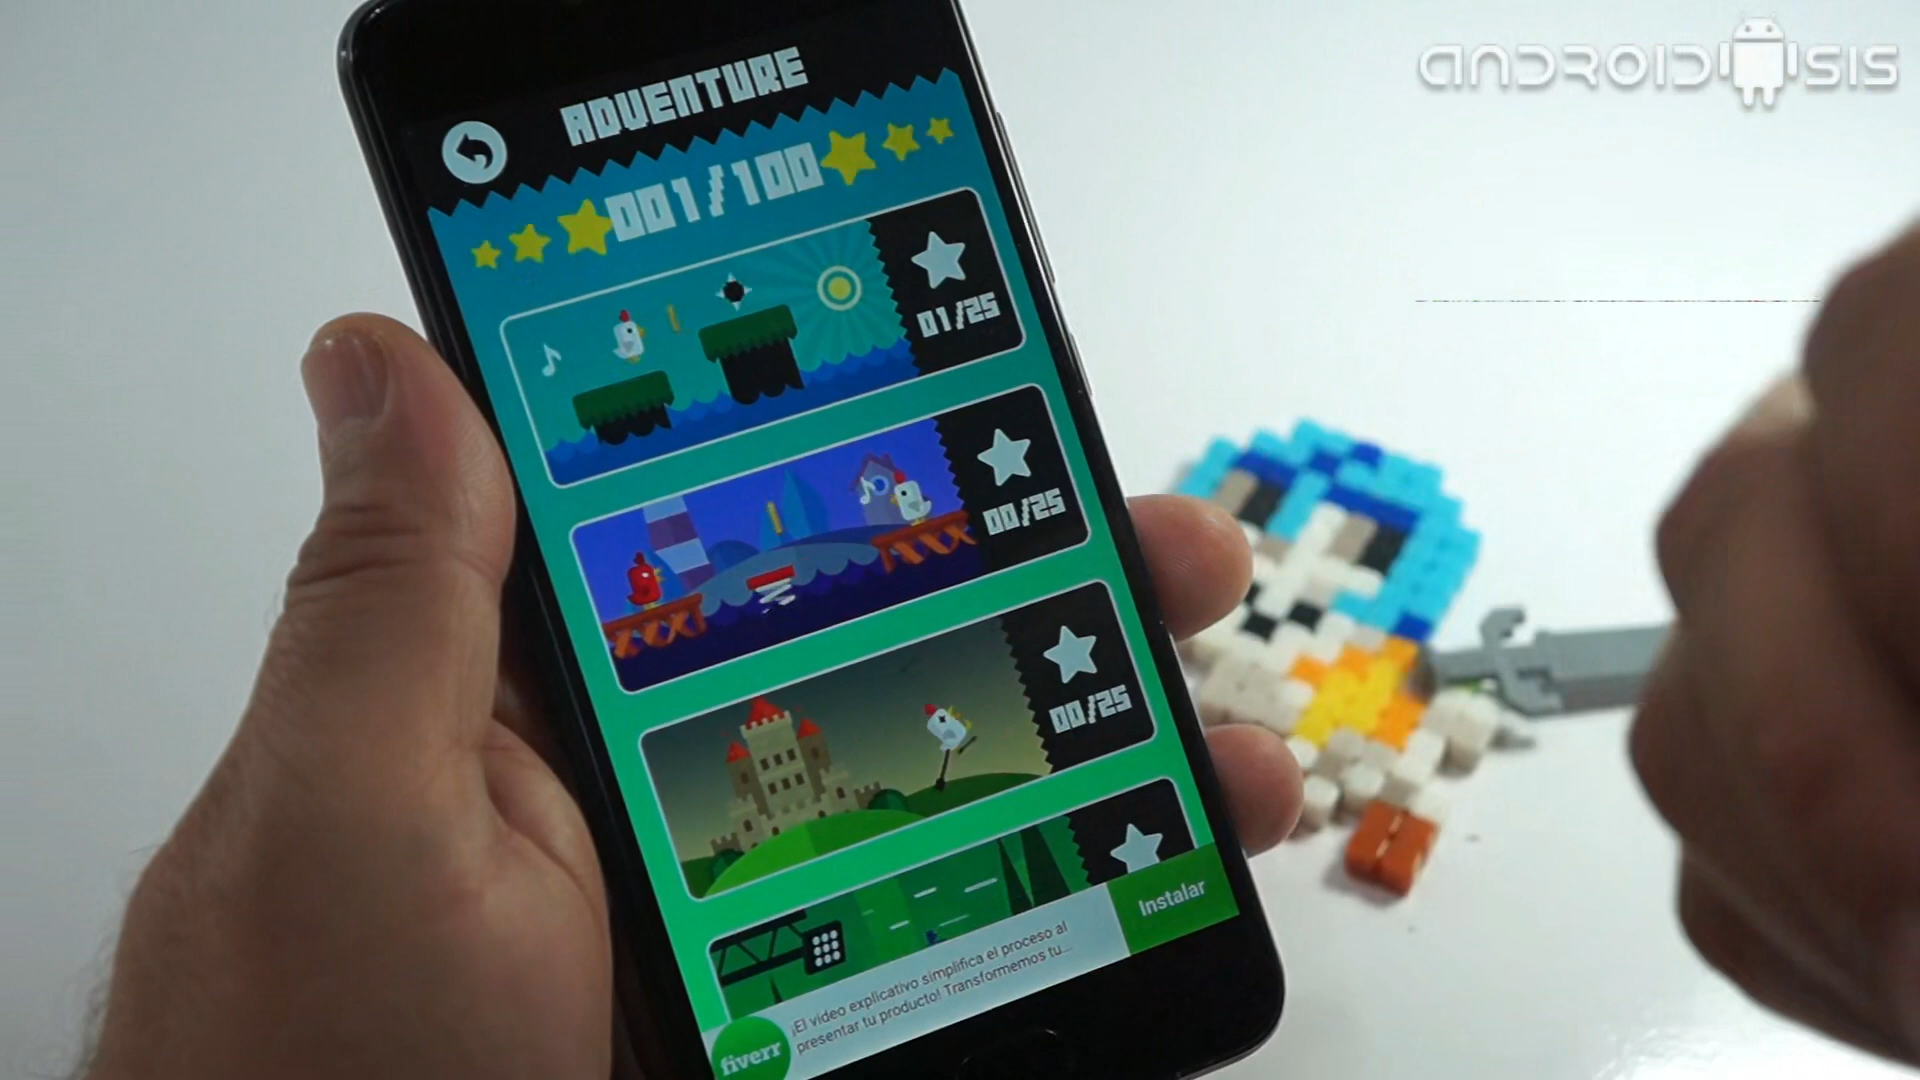 ANDROIDSIS
ADVENTURE
001/100
01/25
00/25
00/25
Instalar
¡El vídeo explicativo simplifica el proceso al
presentar tu producto! Transformemos tu...
fiverr